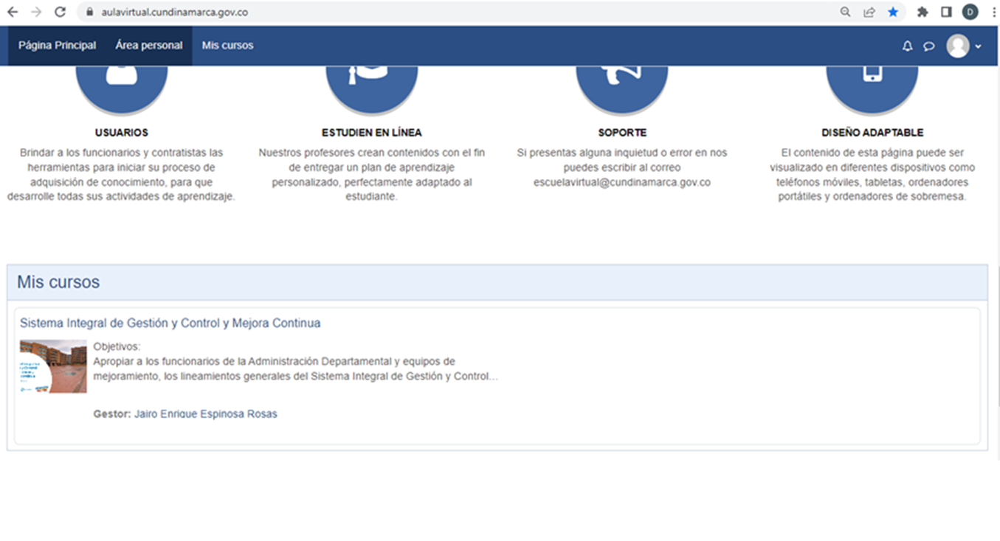 aulavirtual.cundinamarca.gov.co
D
Página Principal
Área personal
Mis cursos
USUARIOS
Brindar a los funcionarios y contratistas las
herramientas para iniciar su proceso de
adquisición de conocimiento, para que
desarrolle todas sus actividades de aprendizaje.
ESTUDIEN EN LÍNEA
Nuestros profesores crean contenidos con el fin
de entregar un plan de aprendizaje
personalizado, perfectamente adaptado al
estudiante.
SOPORTE
Si presentas alguna inquietud o error en nos
puedes escribir al correo
escuelavirtual@cundinamarca.gov.co
DISEÑO ADAPTABLE
El contenido de esta página puede ser
visualizado en diferentes dispositivos como
teléfonos móviles, tabletas, ordenadores
portátiles y ordenadores de sobremesa.
Mis cursos
Sistema Integral de Gestión y Control y Mejora Continua
Objetivos:
Apropiar a los funcionarios de la Administración Departamental y equipos de
mejoramiento, los lineamientos generales del Sistema Integral de Gestión y Control...
Gestor: Jairo Enrique Espinosa Rosas